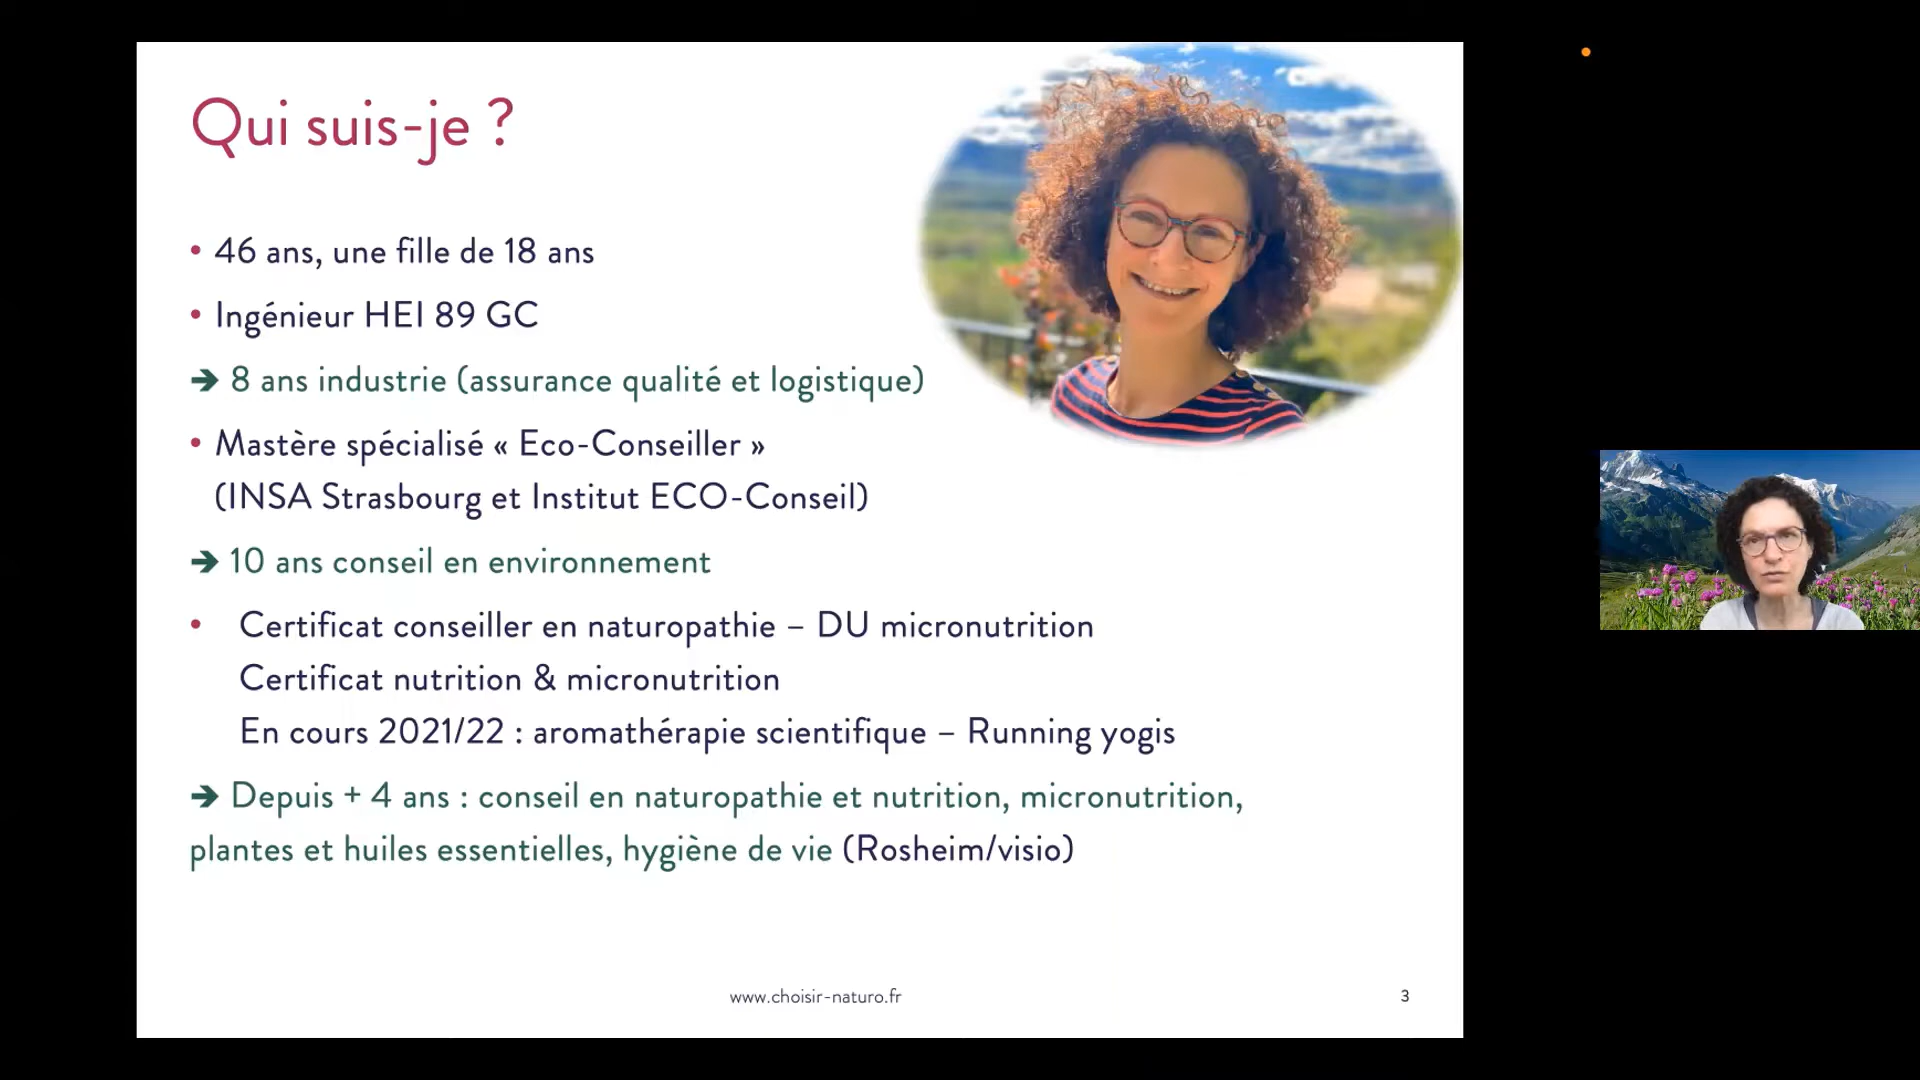 Qui suis-je ?
• 46 ans, une fille de 18 ans
• Ingénieur HEI 89 GC
➔ 8 ans industrie (assurance qualité et logistique)
• Mastère spécialisé « Eco-Conseiller »
(INSA Strasbourg et Institut ECO-Conseil)
➔ 10 ans conseil en environnement
• Certificat conseiller en naturopathie – DU micronutrition
Certificat nutrition & micronutrition
En cours 2021/22 : aromathérapie scientifique – Running yogis
➔ Depuis + 4 ans : conseil en naturopathie et nutrition, micronutrition,
plantes et huiles essentielles, hygiène de vie (Rosheim/visio)
www.choisir-naturo.fr
3